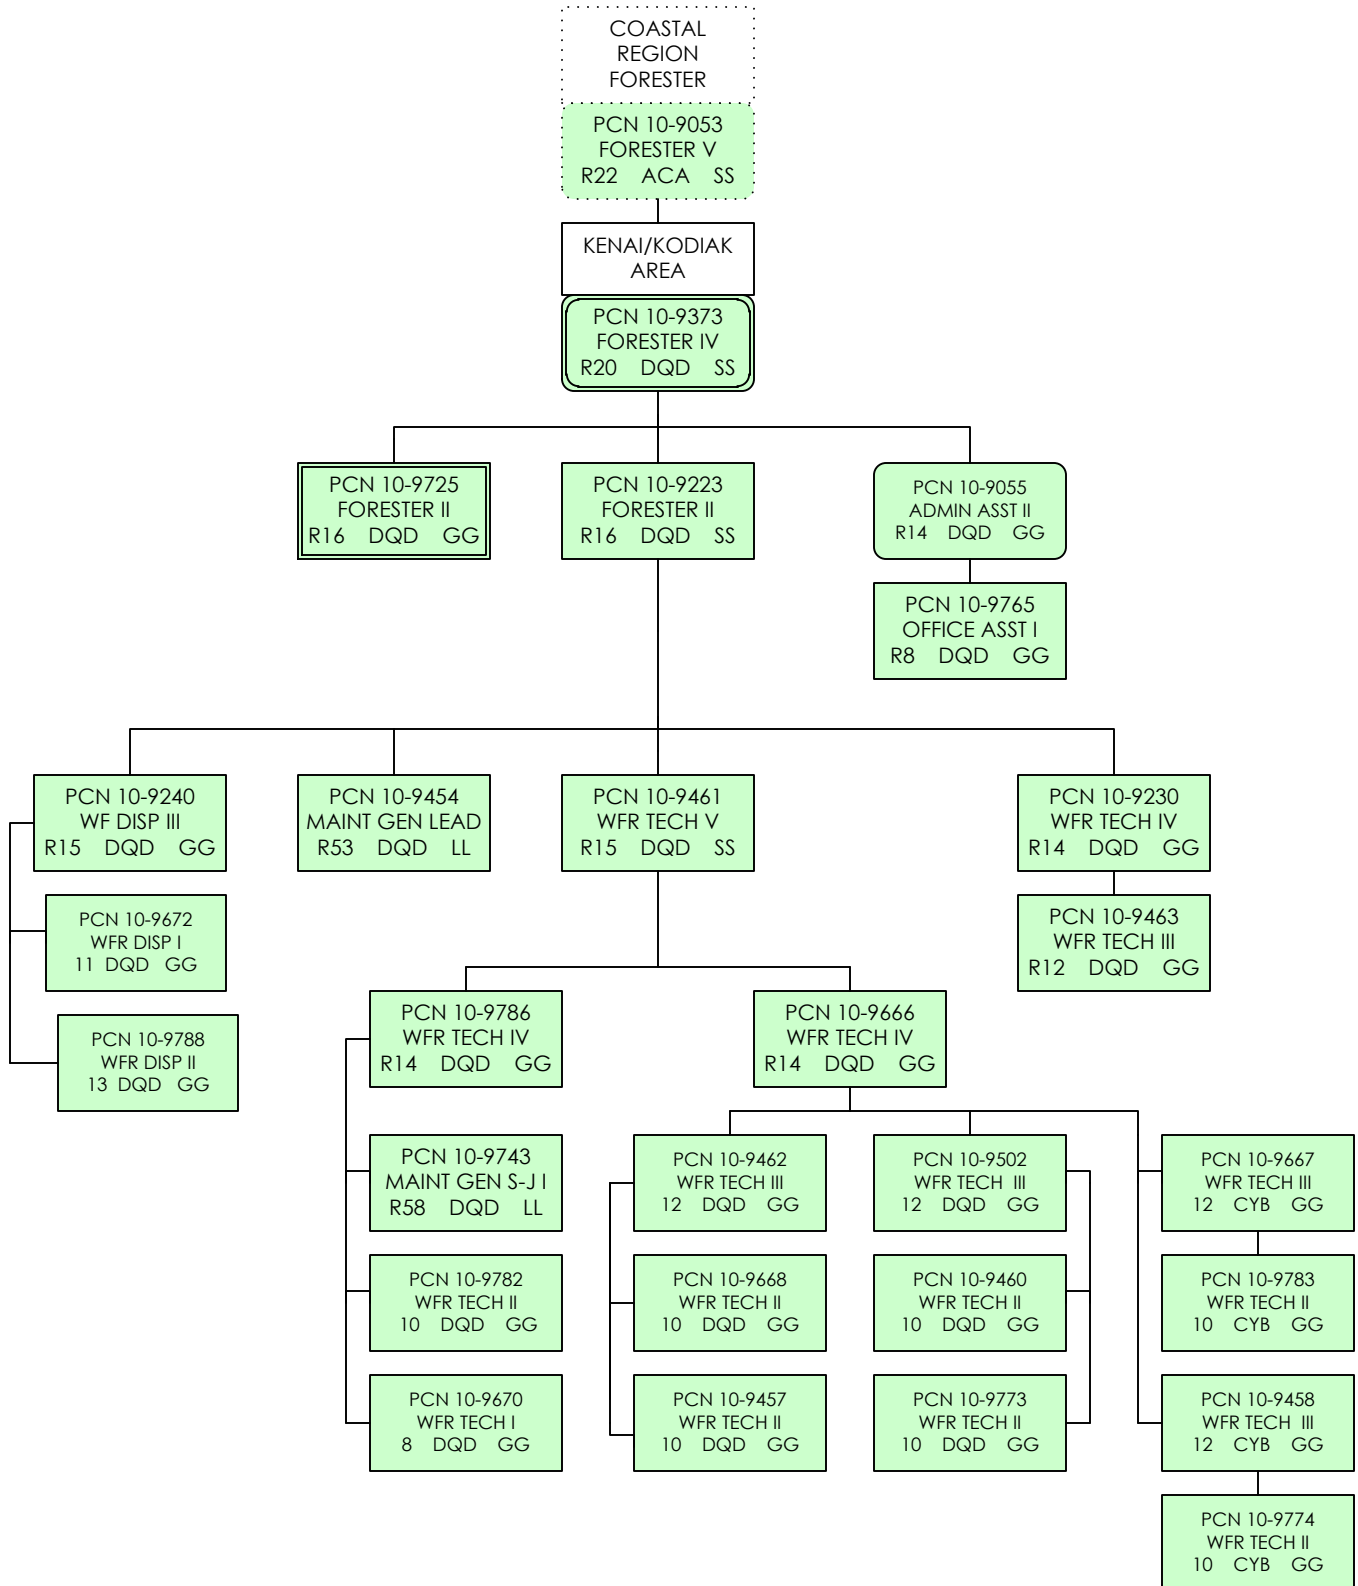 COASTAL
REGION
FORESTER
PCN 10-9053
FORESTER V
R22 ACA SS
KENAI/KODIAK
AREA
PCN 10-9373
FORESTER IV
R20 DQD SS
PCN 10-9725
FORESTER II
R16 DQD GG
PCN 10-9223
FORESTER II
R16 DQD SS
PCN 10-9055
ADMIN ASST II
R14 DQD GG
PCN 10-9765
OFFICE ASST I
R8 DQD GG
PCN 10-9240
WF DISP III
R15 DQD GG
PCN 10-9454
MAINT GEN LEAD
R53 DQD LL
PCN 10-9461
WFR TECH V
R15 DQD SS
PCN 10-9230
WFR TECH IV
R14 DQD GG
PCN 10-9672
WFR DISP I
11 DQD GG
PCN 10-9463
WFR TECH III
R12 DQD GG
PCN 10-9788
WFR DISP II
13 DQD GG
PCN 10-9786
WFR TECH IV
R14 DQD GG
PCN 10-9666
WFR TECH IV
R14 DQD GG
PCN 10-9743
MAINT GEN S-J I
R58 DQD LL
PCN 10-9462
WFR TECH III
12 DQD GG
PCN 10-9502
WFR TECH III
12 DQD GG
PCN 10-9667
WFR TECH III
12 CYB GG
PCN 10-9782
WFR TECH II
10 DQD GG
PCN 10-9668
WFR TECH II
10 DQD GG
PCN 10-9460
WFR TECH II
10 DQD GG
PCN 10-9783
WFR TECH II
10 CYB GG
PCN 10-9670
WFR TECH I
8 DQD GG
PCN 10-9457
WFR TECH II
10 DQD GG
PCN 10-9773
WFR TECH II
10 DQD GG
PCN 10-9458
WFR TECH III
12 CYB GG
PCN 10-9774
WFR TECH II
10 CYB GG